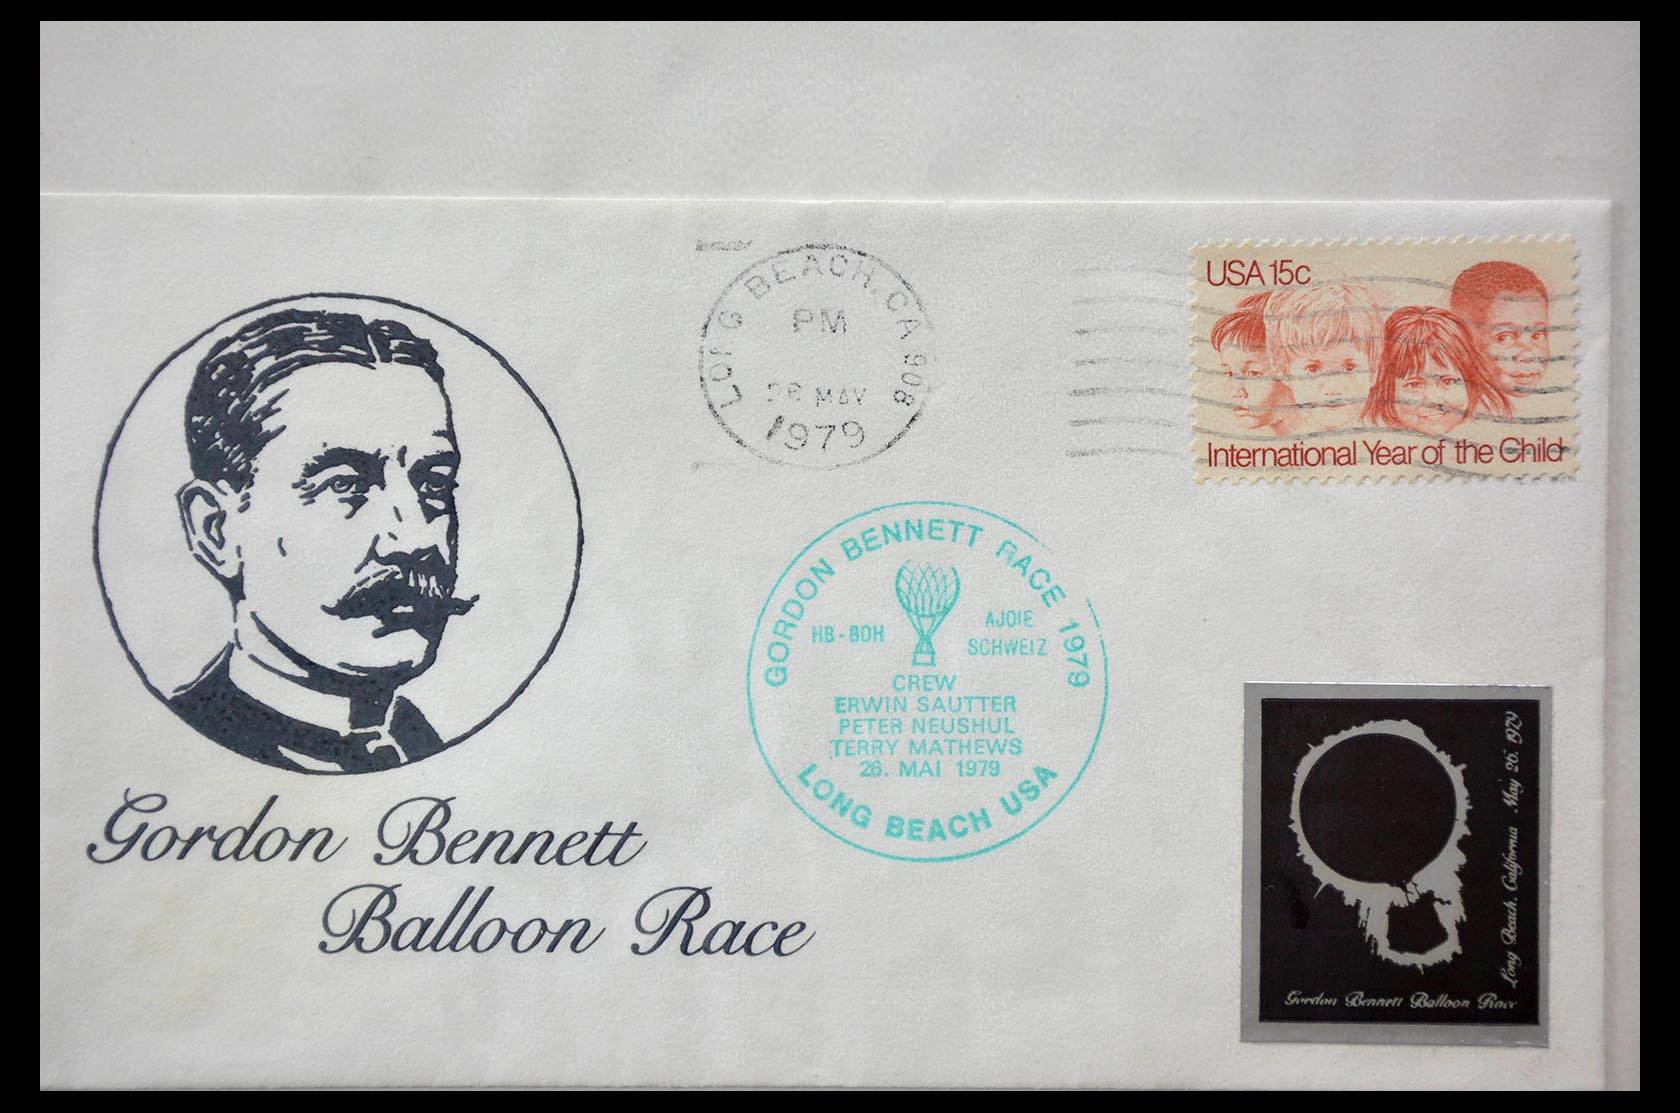 LONG BEACH, CA 908
PM
26 MAY
1979
USA 15c
International Year of the Child
GORDON BENNETT RACE 1979
HB-BOH
AJOIE
SCHWEIZ
CREW
ERWIN SAUTTER
PETER NEUSHUL
TERRY MATHEWS
26. MAI 1979
LONG BEACH USA
Gordon Bennett
Balloon Race
Long Beach, California May 26, 1979
Gordon Bennett Balloon Race